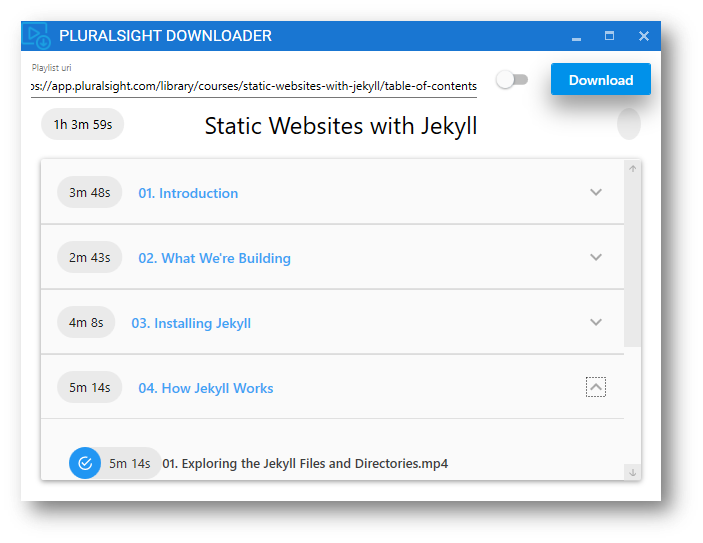 PLURALSIGHT DOWNLOADER
Playlist uri
os://app.pluralsight.com/library/courses/static-websites-with-jekyll/table-of-contents
Download
1h 3m 59s
Static Websites with Jekyll
3m 48s
01. Introduction
2m 43s
02. What We're Building
4m 8s
03. Installing Jekyll
5m 14s
04. How Jekyll Works
5m 14s
01. Exploring the Jekyll Files and Directories.mp4